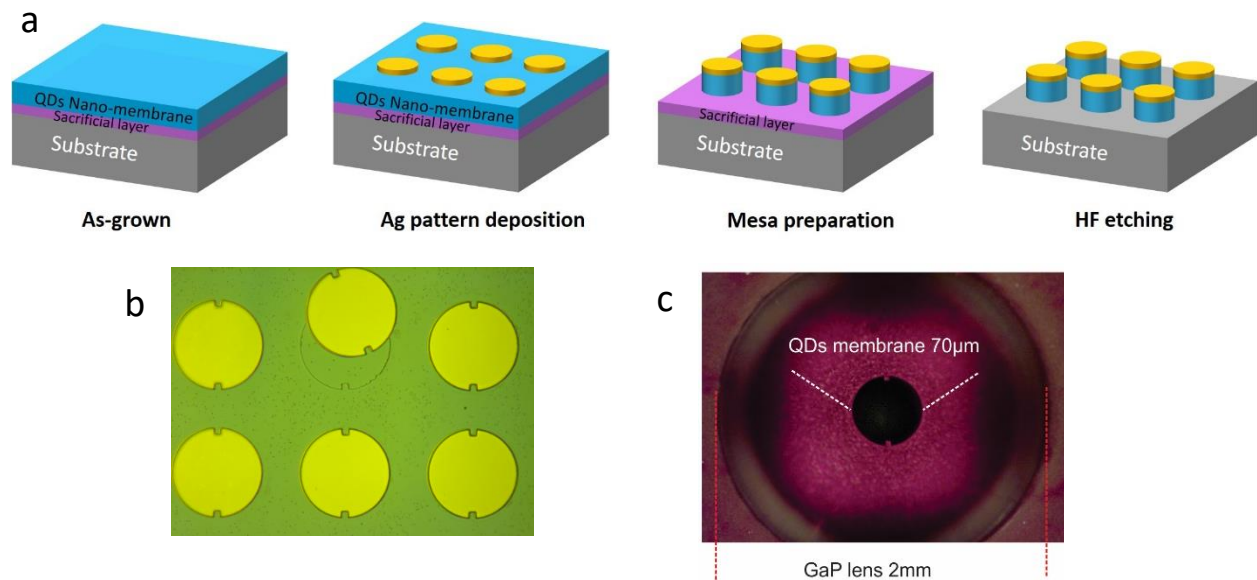 a
QDs Nano-membrane
Sacrificial layer
Substrate
QDs Nano-membrane
Sacrificial layer
Substrate
Sacrificial layer
Substrate
Substrate
As-grown
Ag pattern deposition
Mesa preparation
HF etching
b
c
QDs membrane 70μm
GaP lens 2mm